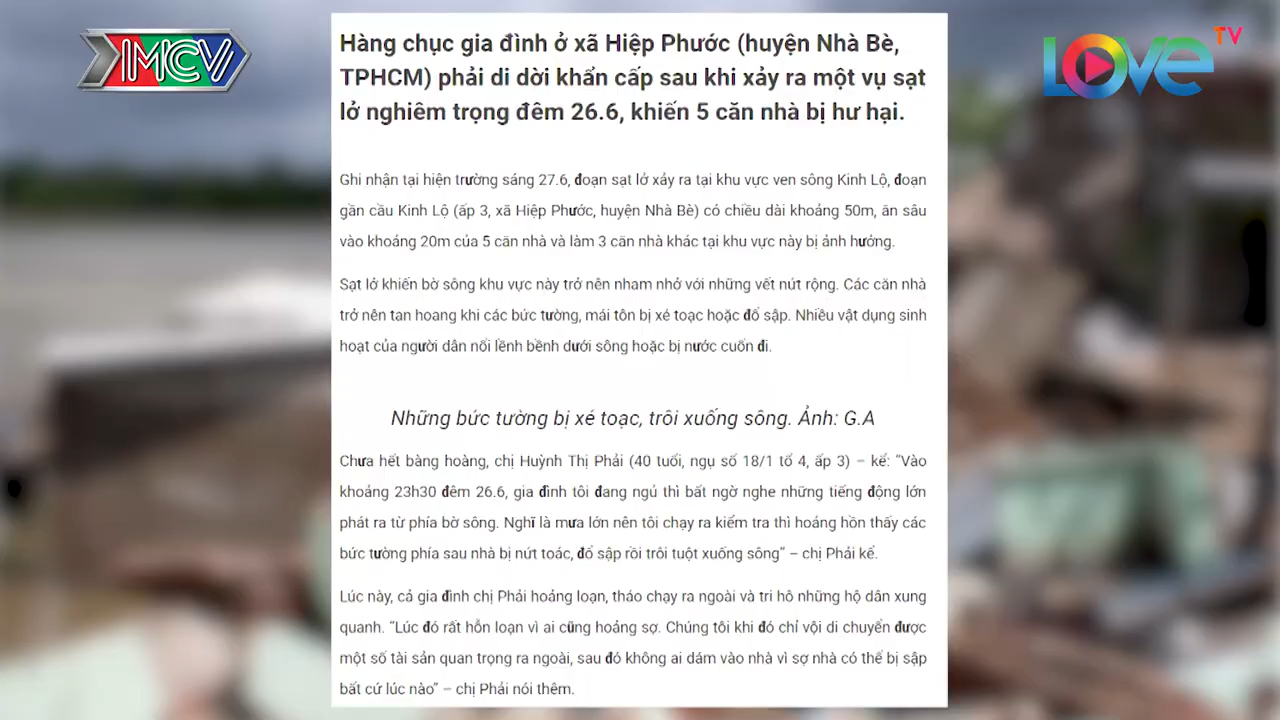 MCV
LOVE TV
Hàng chục gia đình ở xã Hiệp Phước (huyện Nhà Bè,
TPHCM) phải di dời khẩn cấp sau khi xảy ra một vụ sạt
lở nghiêm trọng đêm 26.6, khiến 5 căn nhà bị hư hại.
Ghi nhận tại hiện trường sáng 27.6, đoạn sạt lở xảy ra tại khu vực ven sông Kinh Lộ, đoạn
gần cầu Kinh Lộ (ấp 3, xã Hiệp Phước, huyện Nhà Bè) có chiều dài khoảng 50m, ăn sâu
vào khoảng 20m của 5 căn nhà và làm 3 căn nhà khác tại khu vực này bị ảnh hưởng.
Sạt lở khiến bờ sông khu vực này trở nên nham nhở với những vết nứt rộng. Các căn nhà
trở nên tan hoang khi các bức tường, mái tôn bị xé toạc hoặc đổ sập. Nhiều vật dụng sinh
hoạt của người dân nổi lềnh bềnh dưới sông hoặc bị nước cuốn đi.
Những bức tường bị xé toạc, trôi xuống sông. Ảnh: G.A
Chưa hết bàng hoàng, chị Huỳnh Thị Phải (40 tuổi, ngụ số 18/1 tổ 4, ấp 3) – kể: “Vào
khoảng 23h30 đêm 26.6, gia đình tôi đang ngủ thì bất ngờ nghe những tiếng động lớn
phát ra từ phía bờ sông. Nghĩ là mưa lớn nên tôi chạy ra kiểm tra thì hoảng hồn thấy các
bức tường phía sau nhà bị nứt toác, đổ sập rồi trôi tuột xuống sông” – chị Phải kể.
Lúc này, cả gia đình chị Phải hoảng loạn, tháo chạy ra ngoài và tri hô những hộ dân xung
quanh. “Lúc đó rất hỗn loạn vì ai cũng hoảng sợ. Chúng tôi khi đó chỉ vội di chuyển được
một số tài sản quan trọng ra ngoài, sau đó không ai dám vào nhà vì sợ nhà có thể bị sập
bất cứ lúc nào” – chị Phải nói thêm.